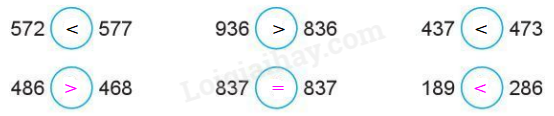 572 < 577 936 > 836 437 < 473
486 > 468 837 = 837 189 < 286
Loigiaihay.com